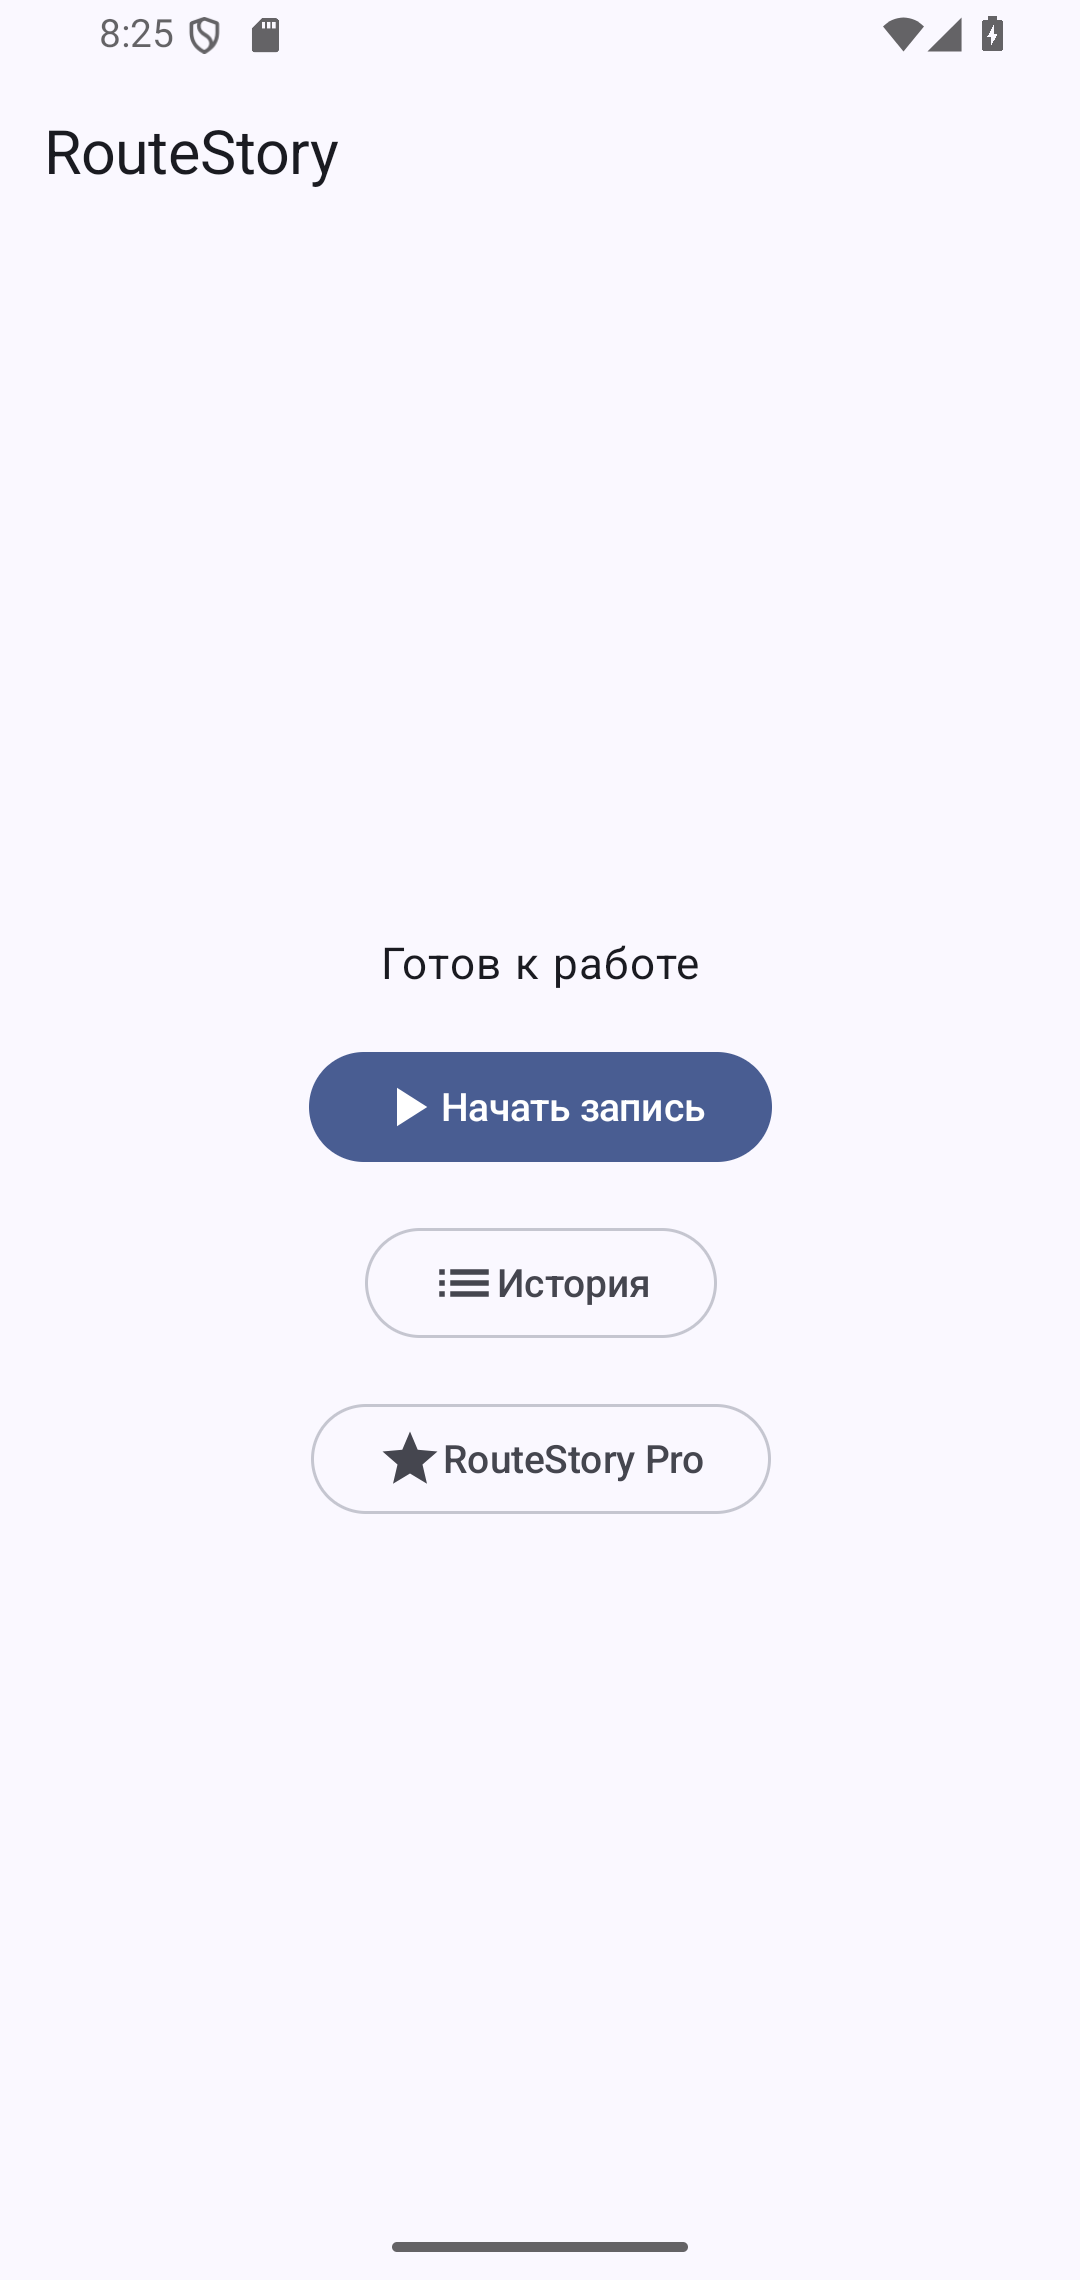 8:25
RouteStory
Готов к работе
Начать запись
История
RouteStory Pro